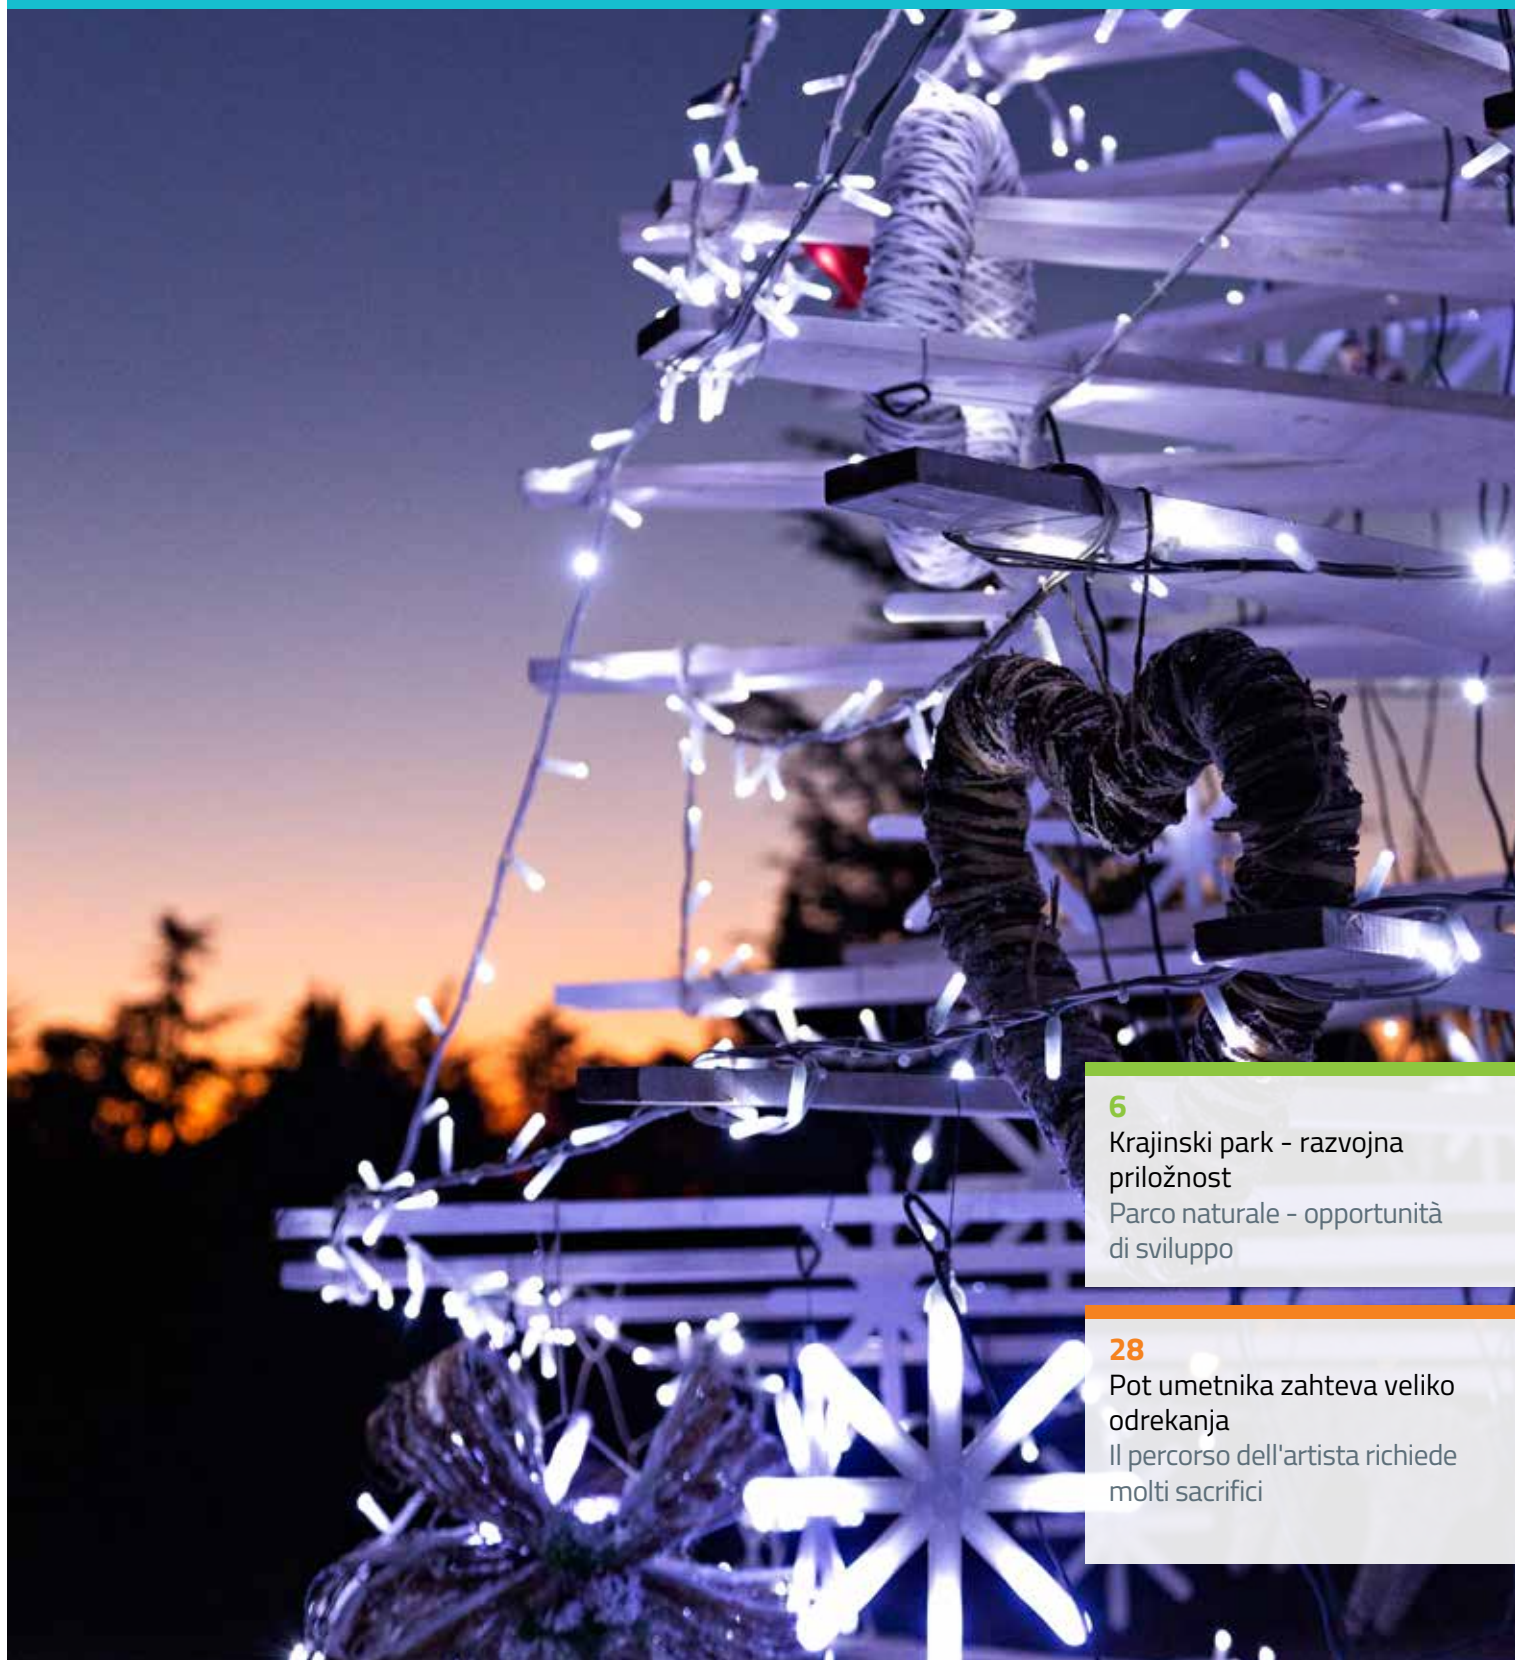 6
Krajinski park - razvojna
priložnost
Parco naturale - opportunità
di sviluppo
28
Pot umetnika zahteva veliko
odrekanja
Il percorso dell'artista richiede
molti sacrifici